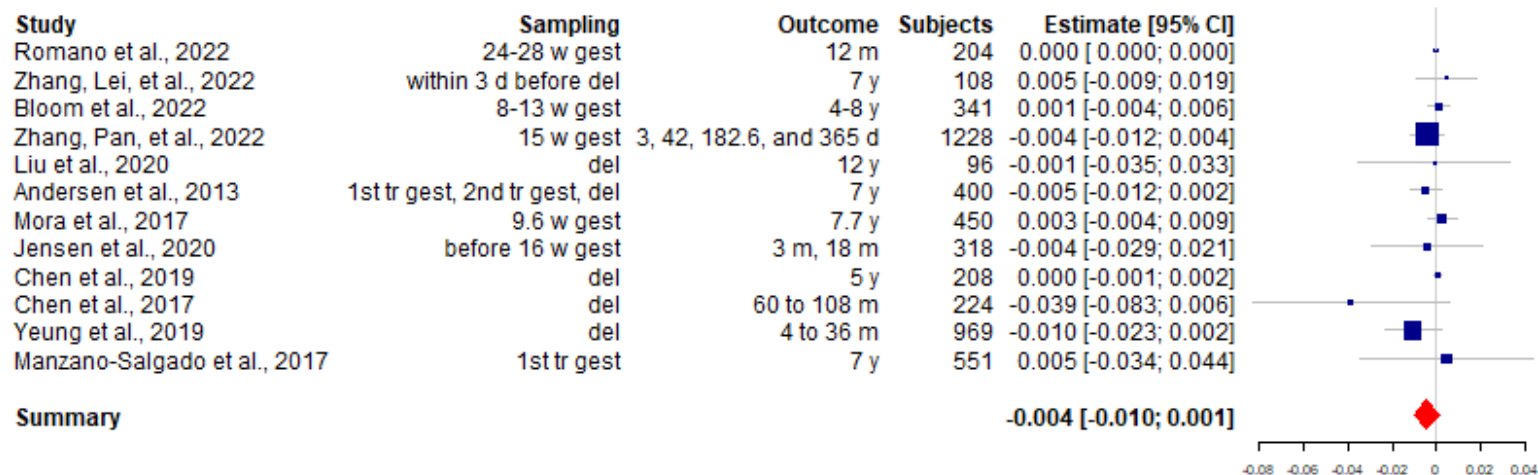 Study Sampling Outcome Subjects Estimate [95% CI]
Romano et al., 2022 24-28 w gest 12 m 204 0.000 [ 0.000; 0.000]
Zhang, Lei, et al., 2022 within 3 d before del 7 y 108 0.005 [-0.009; 0.019]
Bloom et al., 2022 8-13 w gest 4-8 y 341 0.001 [-0.004; 0.006]
Zhang, Pan, et al., 2022 15 w gest 3, 42, 182.6, and 365 d 1228 -0.004 [-0.012; 0.004]
Liu et al., 2020 del 12 y 96 -0.001 [-0.035; 0.033]
Andersen et al., 2013 1st tr gest, 2nd tr gest, del 7 y 400 -0.005 [-0.012; 0.002]
Mora et al., 2017 9.6 w gest 7.7 y 450 0.003 [-0.004; 0.009]
Jensen et al., 2020 before 16 w gest 3 m, 18 m 318 -0.004 [-0.029; 0.021]
Chen et al., 2019 del 5 y 208 0.000 [-0.001; 0.002]
Chen et al., 2017 del 60 to 108 m 224 -0.039 [-0.083; 0.006]
Yeung et al., 2019 del 4 to 36 m 969 -0.010 [-0.023; 0.002]
Manzano-Salgado et al., 2017 1st tr gest 7 y 551 0.005 [-0.034; 0.044]
Summary -0.004 [-0.010; 0.001]
-0.08 -0.06 -0.04 -0.02 0 0.02 0.04